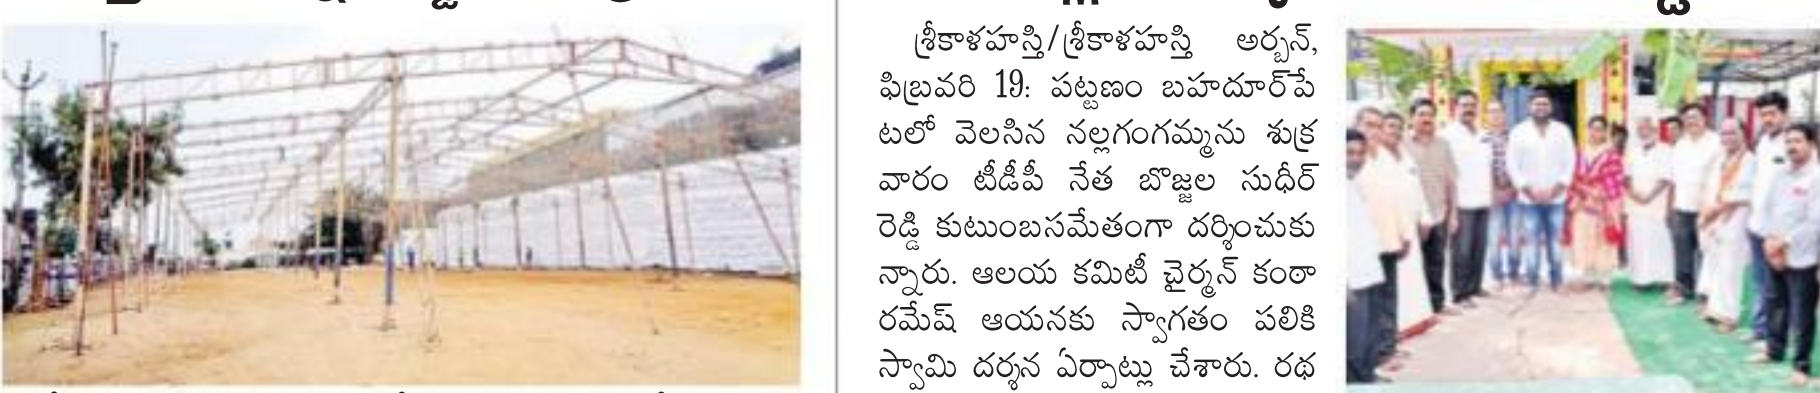 శ్రీకాళహస్తి/శ్రీకాళహస్తి అర్బన్,
ఫిబ్రవరి 19: పట్టణం బహదూర్‌పే
టలో వెలసిన నల్లగంగమ్మను శుక్ర
వారం టీడీపీ నేత బొజ్జల సుధీర్
రెడ్డి కుటుంబసమేతంగా దర్శించుకు
న్నారు. ఆలయ కమిటీ చైర్మన్ కంఠా
రమేష్ ఆయనకు స్వాగతం పలికి
స్వామి దర్శన ఏర్పాట్లు చేశారు. రథ